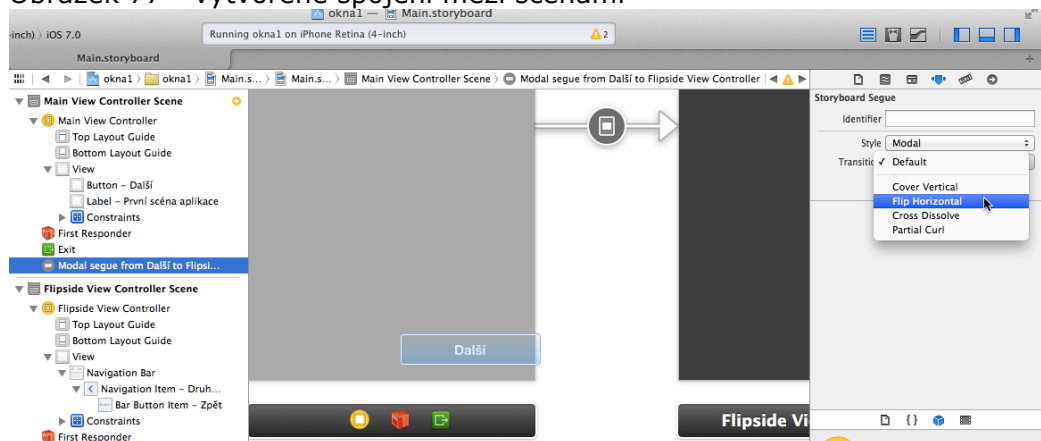 Obrázek 77 – Vytvořené spojení mezi scénami
okna1 — Main.storyboard
-inch) › iOS 7.0
Running okna1 on iPhone Retina (4-inch)
2
Main.storyboard
okna1 › okna1 › Main.s...› Main.s...› Main View Controller Scene › Modal segue from Další to Flipside View Controller
Main View Controller Scene
Main View Controller
Top Layout Guide
Bottom Layout Guide
View
Button – Další
Label – První scéna aplikace
Constraints
First Responder
Exit
Modal segue from Další to Flipsi...
Flipside View Controller Scene
Flipside View Controller
Top Layout Guide
Bottom Layout Guide
View
Navigation Bar
Navigation Item – Druh...
Bar Button Item – Zpět
Constraints
First Responder
Další
Flipside Vi
Storyboard Segue
Identifier
Style Modal
Transitic ✓ Default
Cover Vertical
Flip Horizontal
Cross Dissolve
Partial Curl
{}